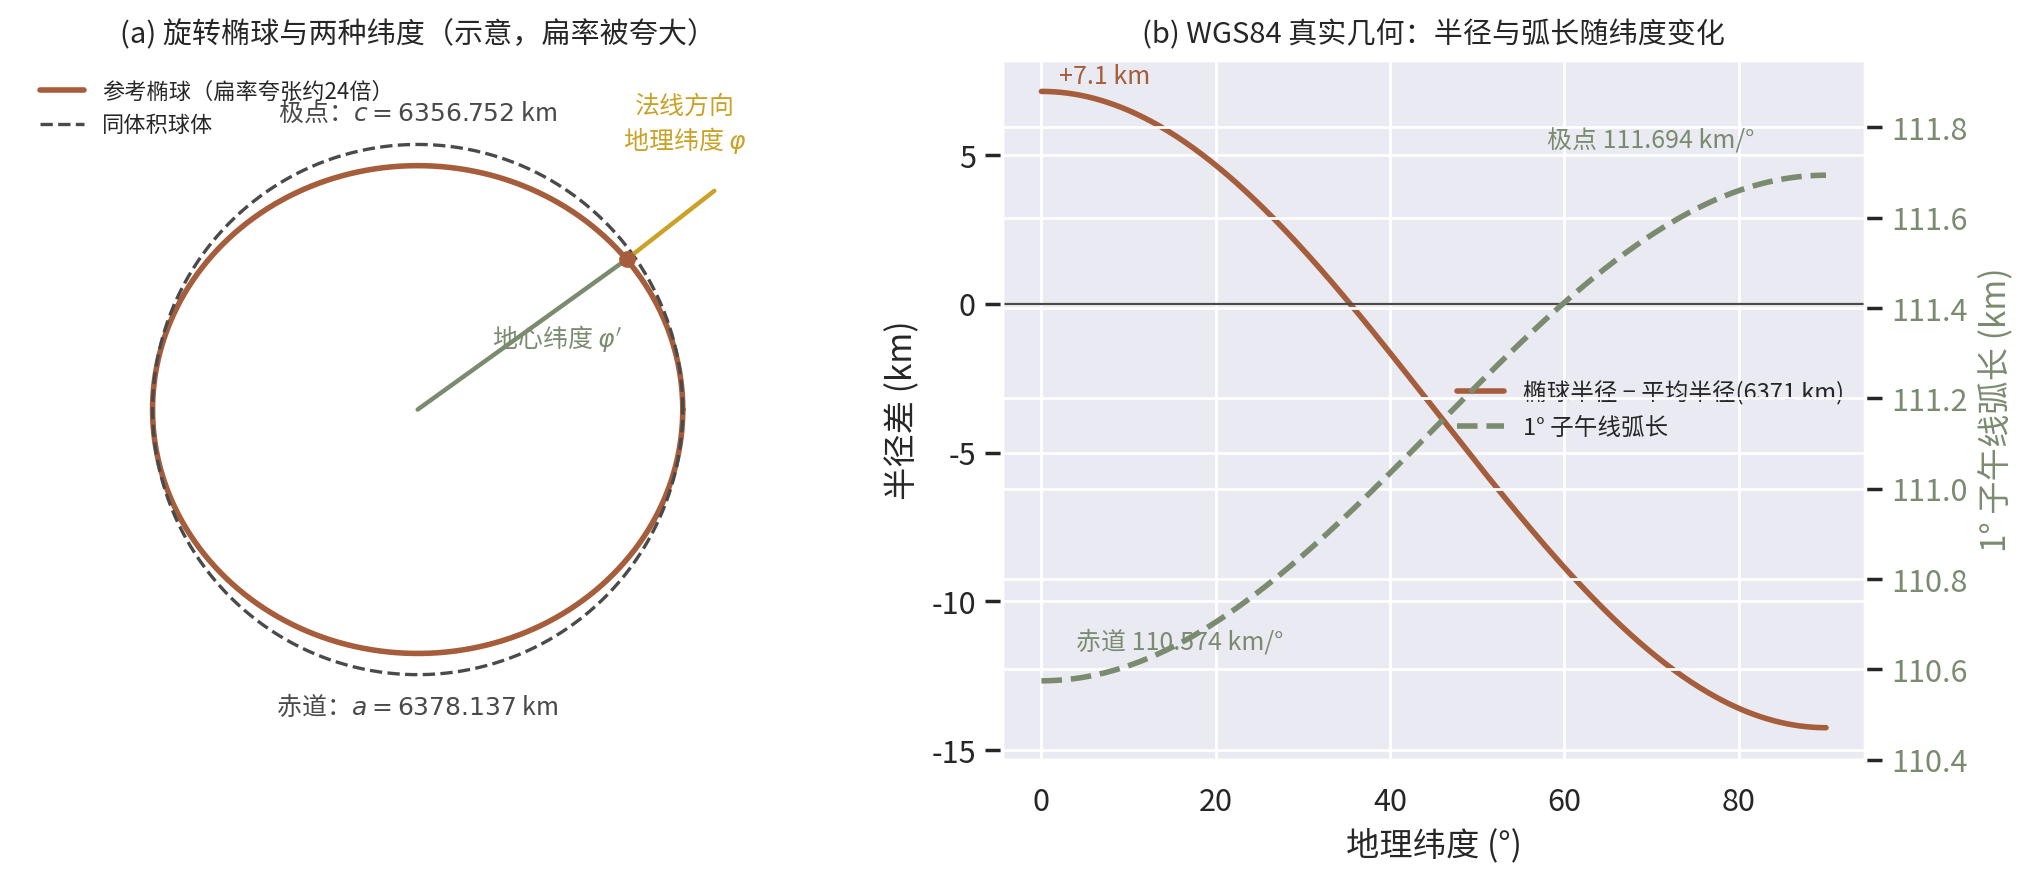 (a) 旋转椭球与两种纬度（示意，扁率被夸大）
参考椭球（扁率夸张约24倍）
同体积球体
极点：c = 6356.752 km
法线方向
地理纬度 φ
地心纬度 φ′
赤道：a = 6378.137 km
(b) WGS84 真实几何：半径与弧长随纬度变化
+7.1 km
极点 111.694 km/°
椭球半径 − 平均半径(6371 km)
1° 子午线弧长
赤道 110.574 km/°
5
0
-5
-10
-15
半径差 (km)
0
20
40
60
80
地理纬度 (°)
111.8
111.6
111.4
111.2
111.0
110.8
110.6
110.4
1° 子午线弧长 (km)